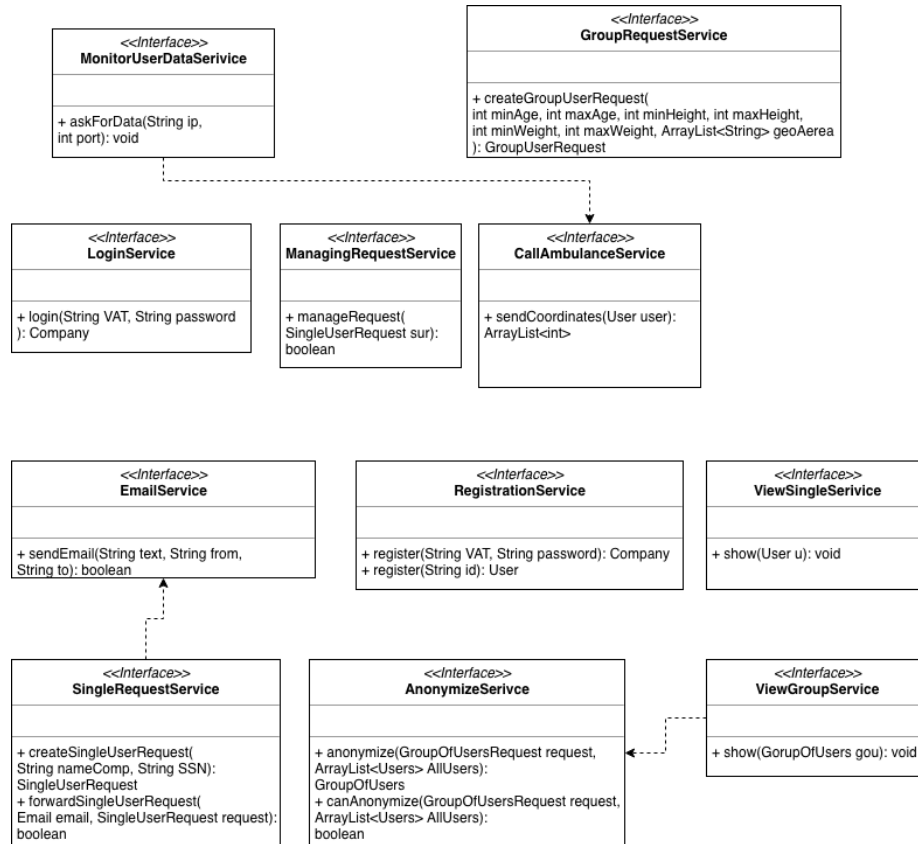 <<Interface>>
MonitorUserDataSerivice
+ askForData(String ip,
int port): void
<<Interface>>
GroupRequestService
+ createGroupUserRequest(
int minAge, int maxAge, int minHeight, int maxHeight,
int minWeight, int maxWeight, ArrayList<String> geoAerea
): GroupUserRequest
<<Interface>>
LoginService
+ login(String VAT, String password
): Company
<<Interface>>
ManagingRequestService
+ manageRequest(
SingleUserRequest sur):
boolean
<<Interface>>
CallAmbulanceService
+ sendCoordinates(User user):
ArrayList<int>
<<Interface>>
EmailService
+ sendEmail(String text, String from,
String to): boolean
<<Interface>>
RegistrationService
+ register(String VAT, String password): Company
+ register(String id): User
<<Interface>>
ViewSingleSerivice
+ show(User u): void
<<Interface>>
SingleRequestService
+ createSingleUserRequest(
String nameComp, String SSN):
SingleUserRequest
+ forwardSingleUserRequest(
Email email, SingleUserRequest request):
boolean
<<Interface>>
AnonymizeSerivce
+ anonymize(GroupOfUsersRequest request,
ArrayList<Users> AllUsers):
GroupOfUsers
+ canAnonymize(GroupOfUsersRequest request,
ArrayList<Users> AllUsers):
boolean
<<Interface>>
ViewGroupService
+ show(GorupOfUsers gou): void